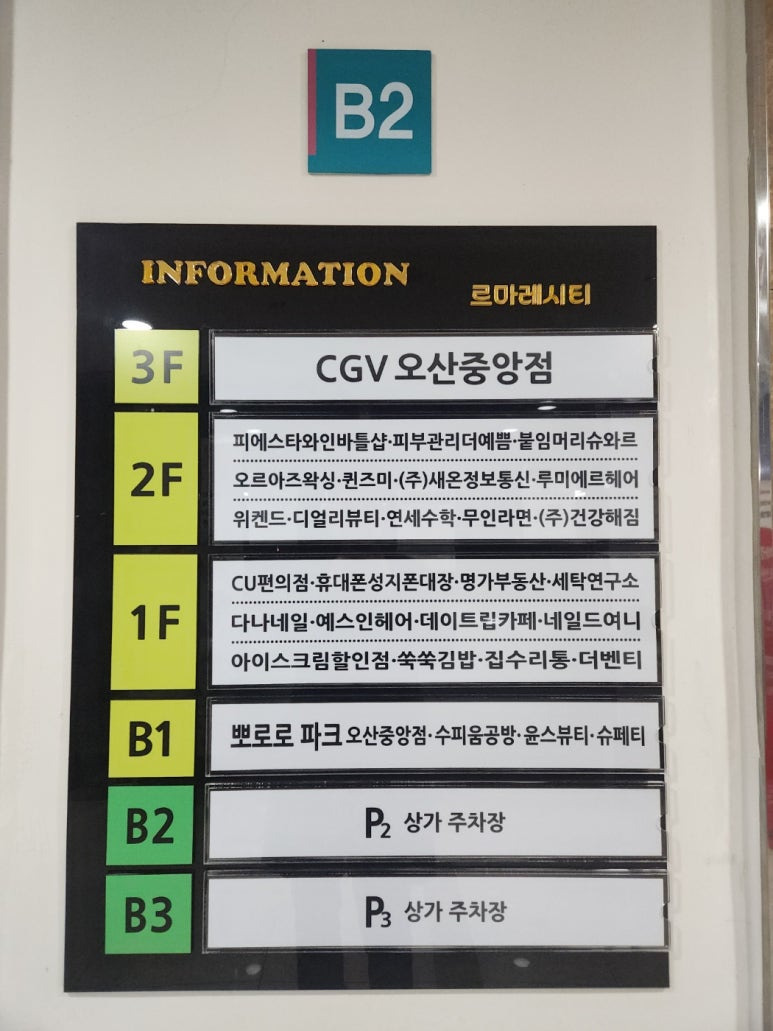 B2
INFORMATION
르마레시티
3F
CGV 오산중앙점
2F
피에스타와인바틀샵·피부관리더예쁨·붙임머리슈와르
오르아즈왁싱·퀸즈미·(주)새온정보통신·루미에르헤어
위켄드·디얼리뷰티·연세수학·무인라면·(주)건강해짐
1F
CU편의점·휴대폰성지폰대장·명가부동산·세탁연구소
다나네일·예스인헤어·데이트립카페·네일드여니
아이스크림할인점·쑥쑥김밥·집수리통·더벤티
B1
뽀로로 파크 오산중앙점·수피움공방·윤스뷰티·슈페티
B2
P2 상가 주차장
B3
P3 상가 주차장